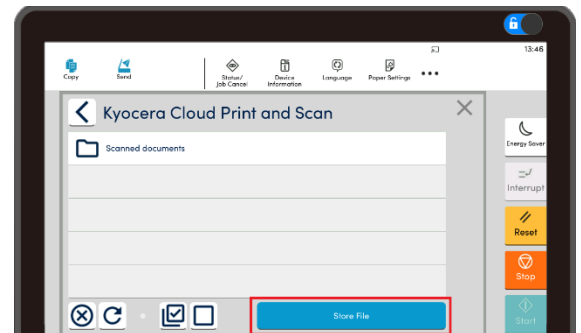 13:46
Copy
Send
Status/
Job Cancel
Device
Information
Language
Paper Settings
Kyocera Cloud Print and Scan
Scanned documents
Energy Saver
Interrupt
Reset
Stop
Start
Store File